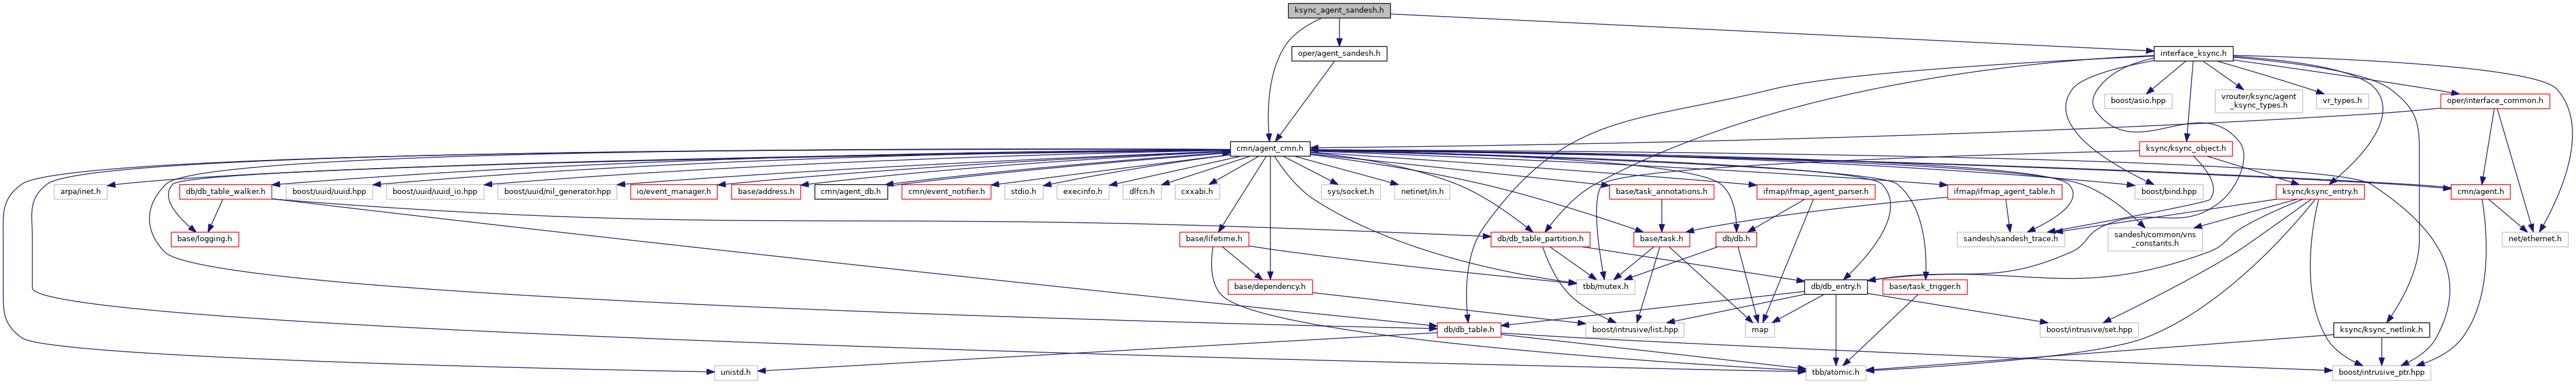 ksync_agent_sandesh.h
oper/agent_sandesh.h
interface_ksync.h
boost/asio.hpp
vrouter/ksync/agent
_ksync_types.h
vr_types.h
oper/interface_common.h
cmn/agent_cmn.h
ksync/ksync_object.h
arpa/inet.h
db/db_table_walker.h
boost/uuid/uuid.hpp
boost/uuid/uuid_io.hpp
boost/uuid/nil_generator.hpp
io/event_manager.h
base/address.h
cmn/agent_db.h
cmn/event_notifier.h
stdio.h
execinfo.h
dlfcn.h
cxxabi.h
sys/socket.h
netinet/in.h
base/task_annotations.h
ifmap/ifmap_agent_parser.h
ifmap/ifmap_agent_table.h
boost/bind.hpp
ksync/ksync_entry.h
cmn/agent.h
base/logging.h
base/lifetime.h
db/db_table_partition.h
base/task.h
db/db.h
sandesh/sandesh_trace.h
sandesh/common/vns
_constants.h
net/ethernet.h
base/dependency.h
tbb/mutex.h
db/db_entry.h
base/task_trigger.h
db/db_table.h
boost/intrusive/list.hpp
map
boost/intrusive/set.hpp
ksync/ksync_netlink.h
unistd.h
tbb/atomic.h
boost/intrusive_ptr.hpp